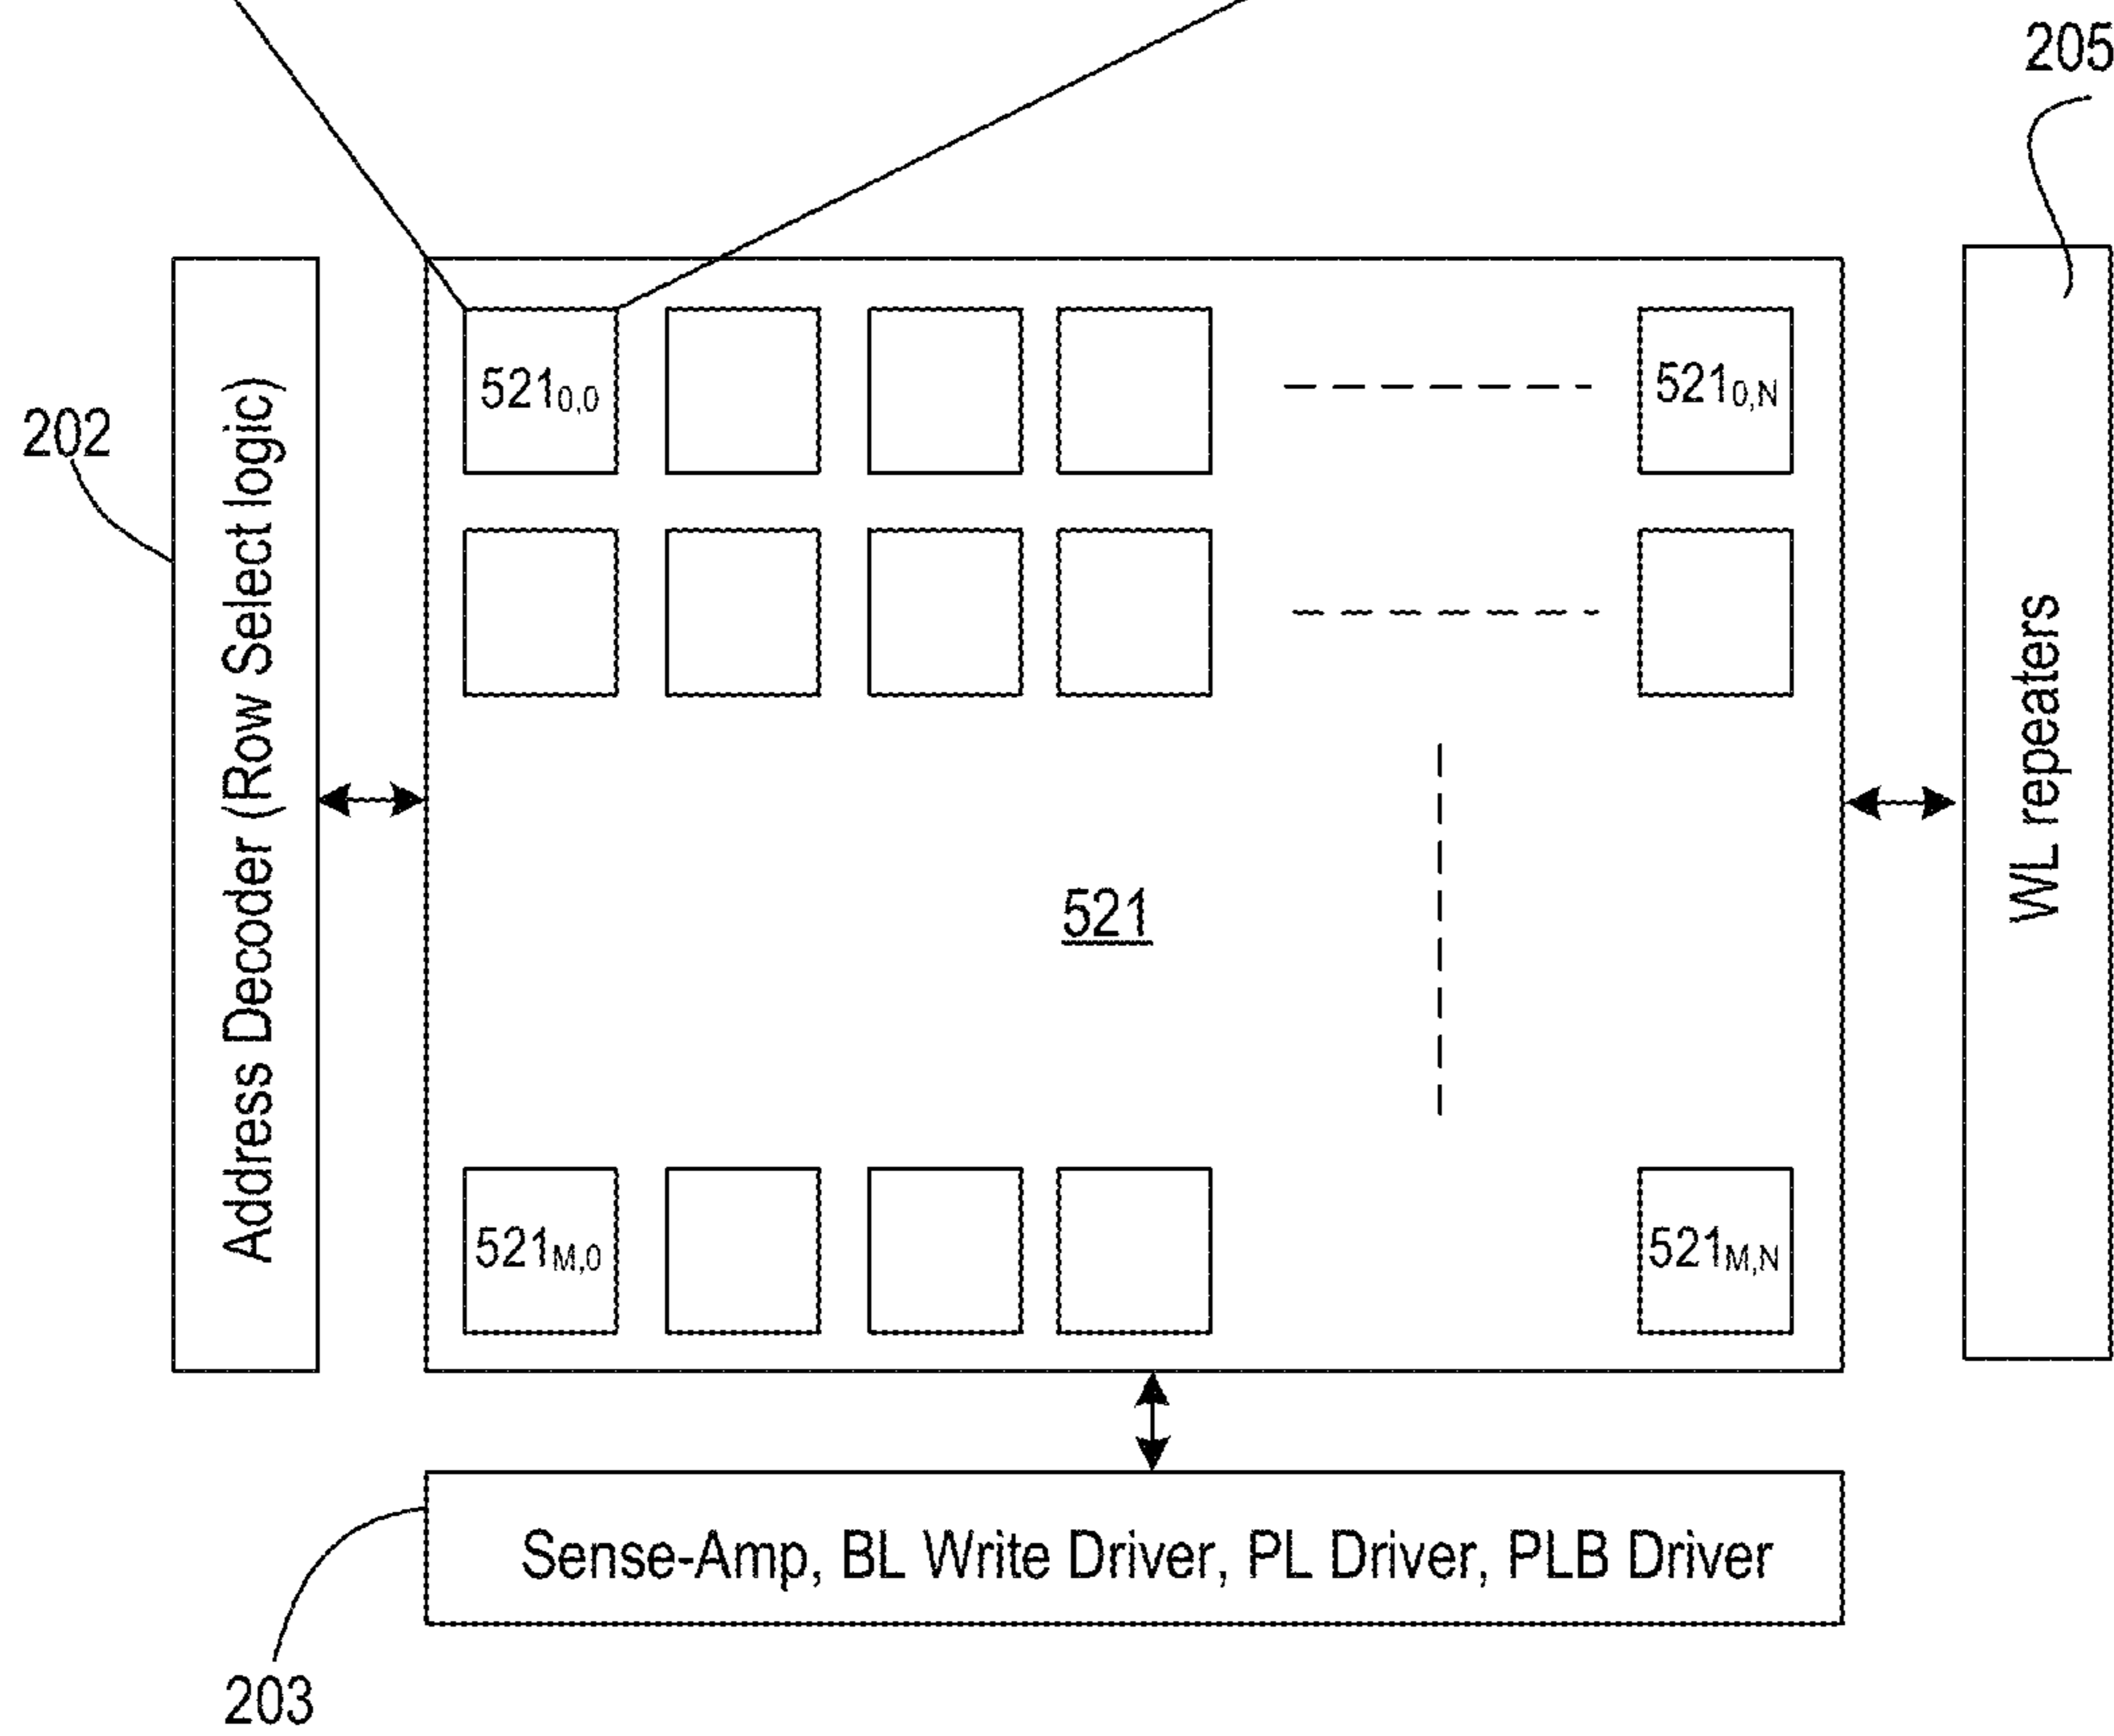 205
5210,0
5210,N
202
Address Decoder (Row Select logic)
WL repeaters
521
521M,0
521M,N
Sense-Amp, BL Write Driver, PL Driver, PLB Driver
203